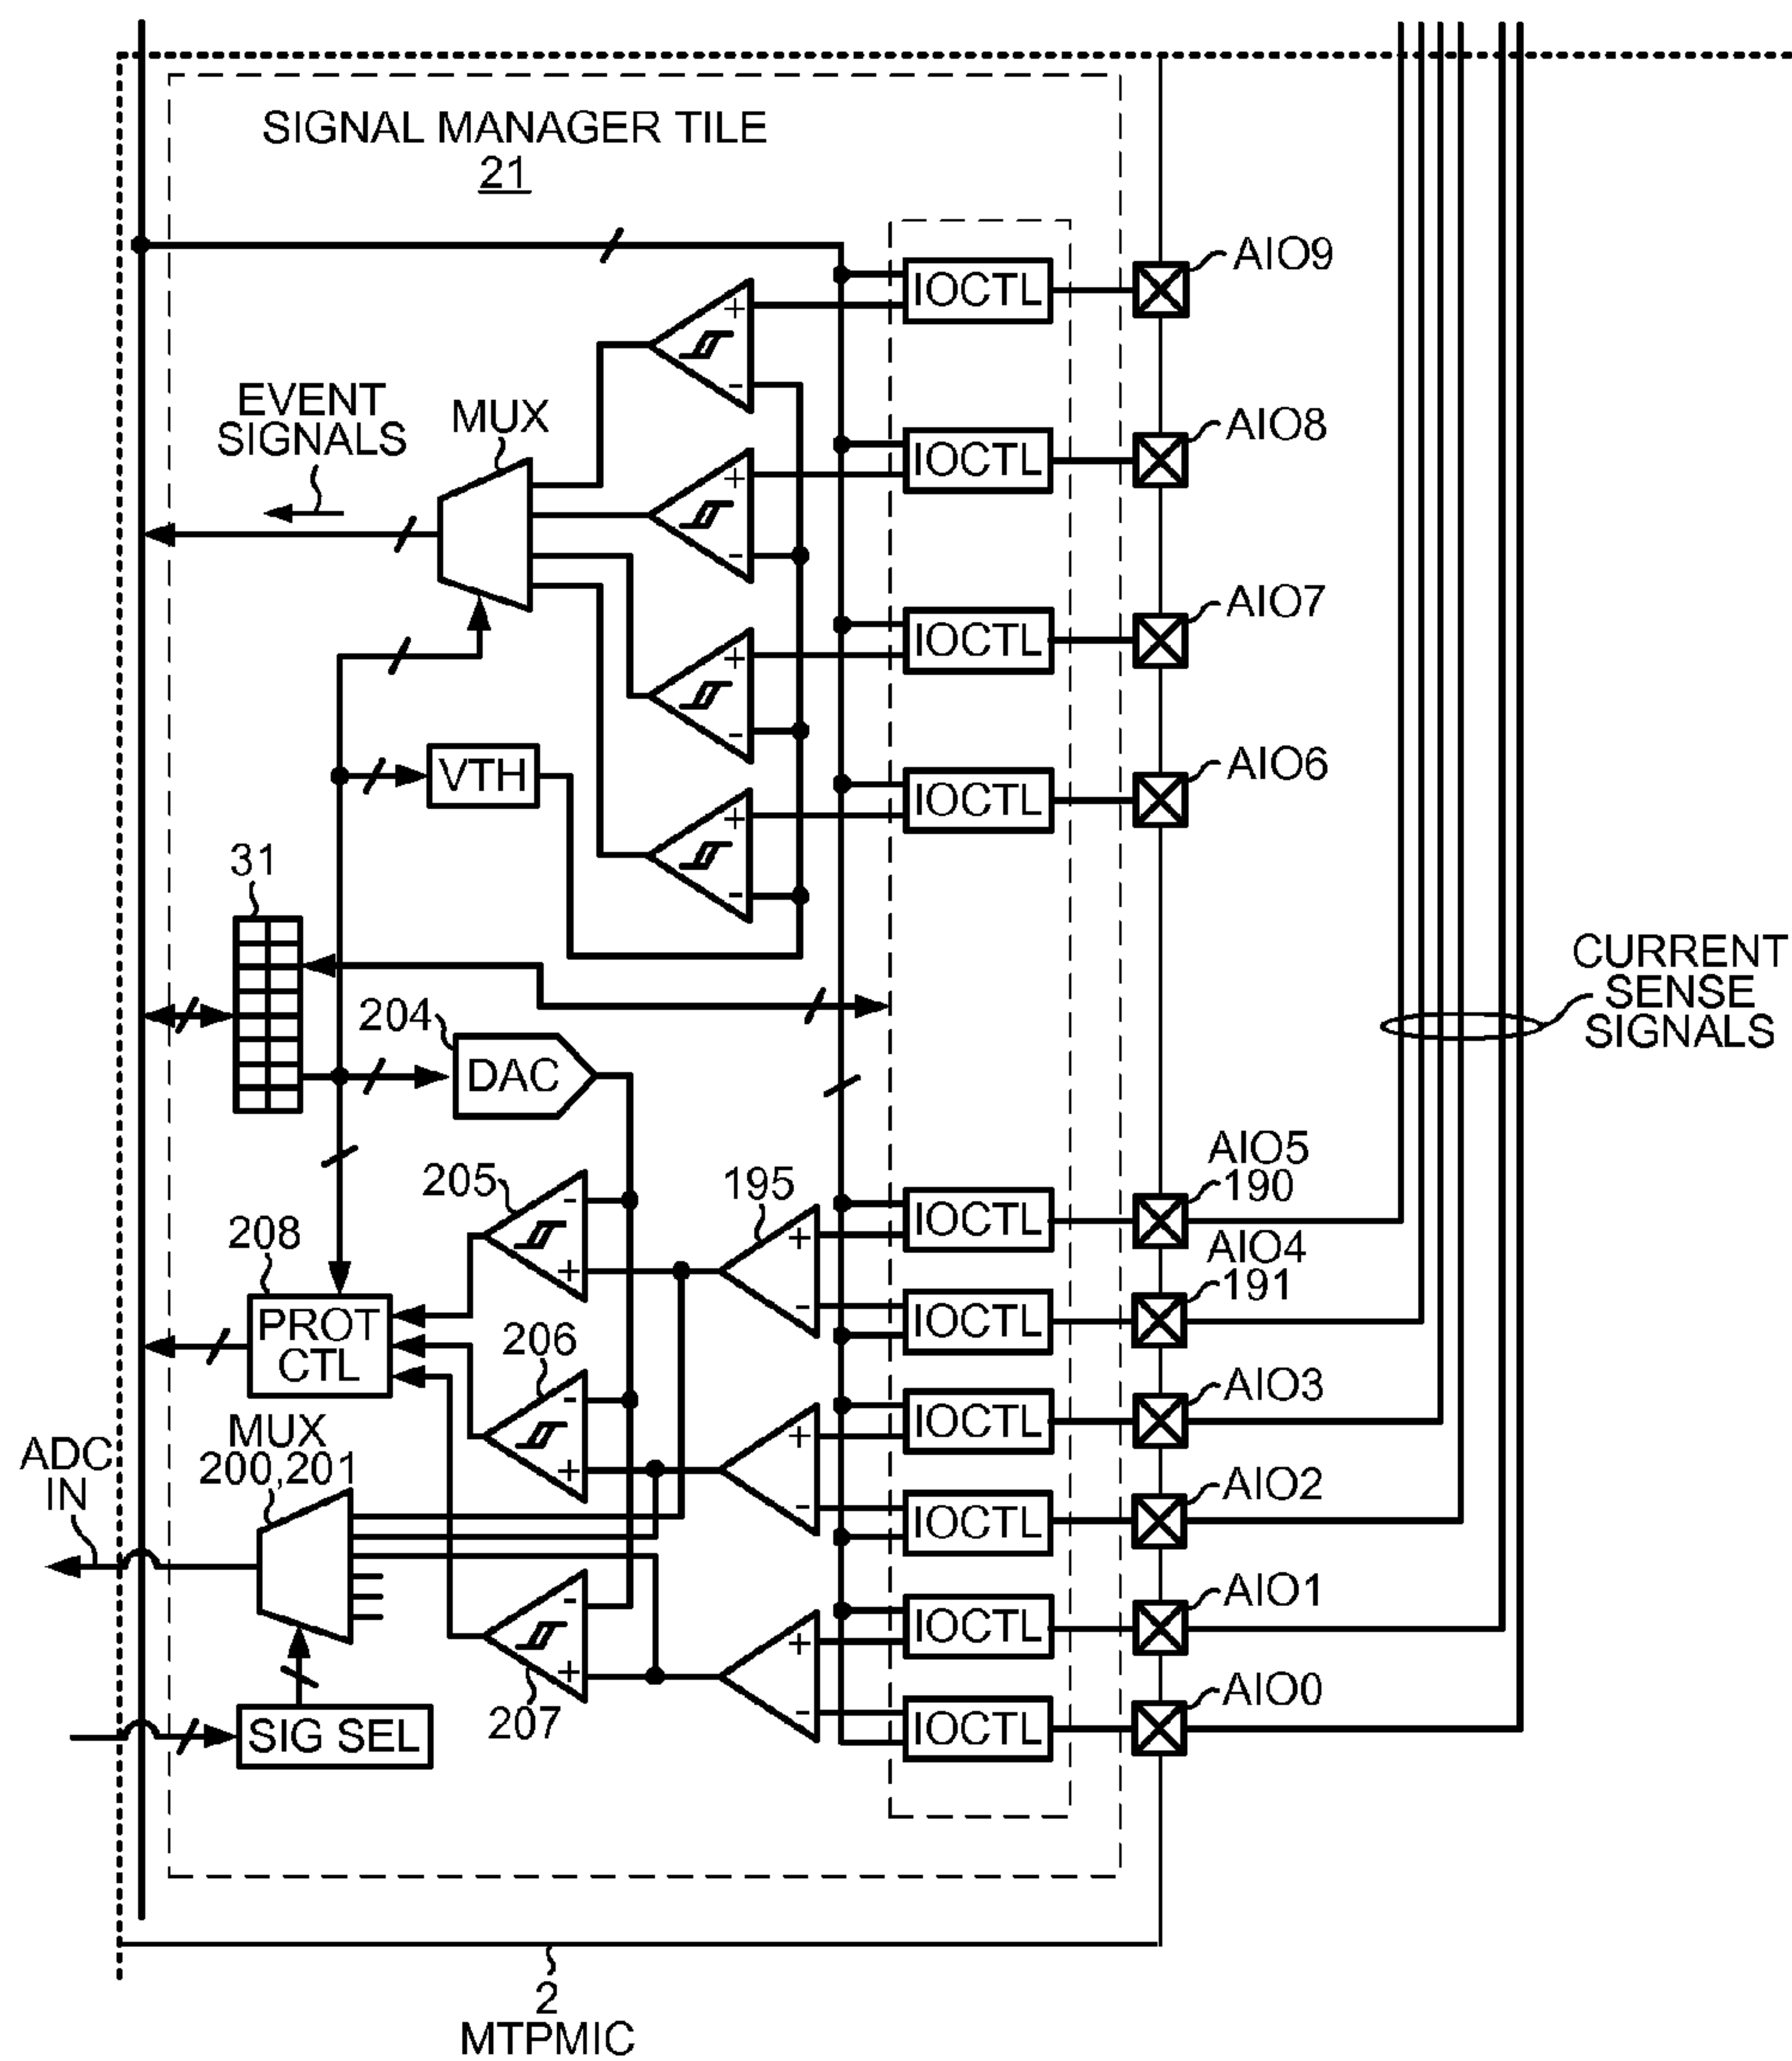 SIGNAL MANAGER TILE
21
IOCTL
AIO9
+
-
EVENT
SIGNALS
MUX
IOCTL
AIO8
+
-
IOCTL
AIO7
+
-
VTH
IOCTL
AIO6
+
-
31
CURRENT
SENSE
SIGNALS
204
DAC
205
-
+
195
+
-
IOCTL
AIO5
190
208
PROT
CTL
IOCTL
AIO4
191
206
-
+
+
-
IOCTL
AIO3
IOCTL
AIO2
ADC
IN
MUX
200,201
207
-
+
+
-
IOCTL
AIO1
IOCTL
AIO0
SIG SEL
2
MTPMIC